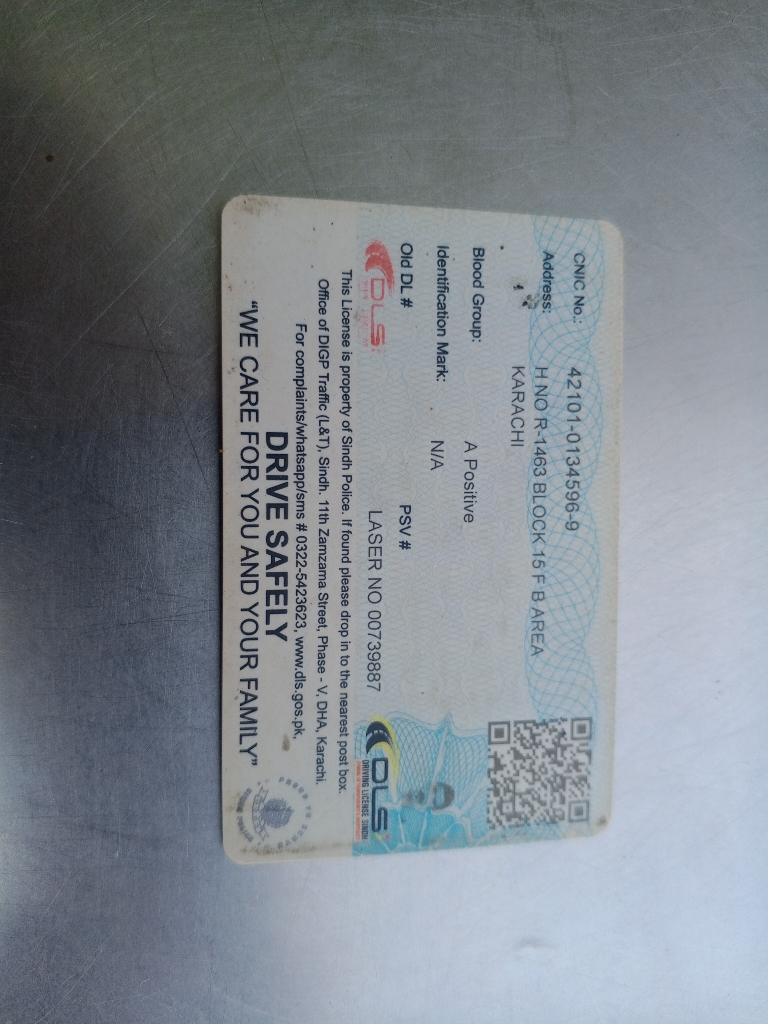 CNIC No.: 42101-0134596-9
Address: H NO R-1463 BLOCK 15 F B AREA
KARACHI
Blood Group: A Positive
Identification Mark: N/A
Old DL # PSV #
LASER NO 00739887
DLS
DLS
DRIVING LICENSE SINDH
This License is property of Sindh Police. If found please drop in to the nearest post box.
Office of DIGP Traffic (L&T), Sindh. 11th Zamzama Street, Phase - V, DHA, Karachi.
For complaints/whatsapp/sms # 0322-5423623, www.dls.gos.pk,
DRIVE SAFELY
"WE CARE FOR YOU AND YOUR FAMILY"
PROUD TO SERVE